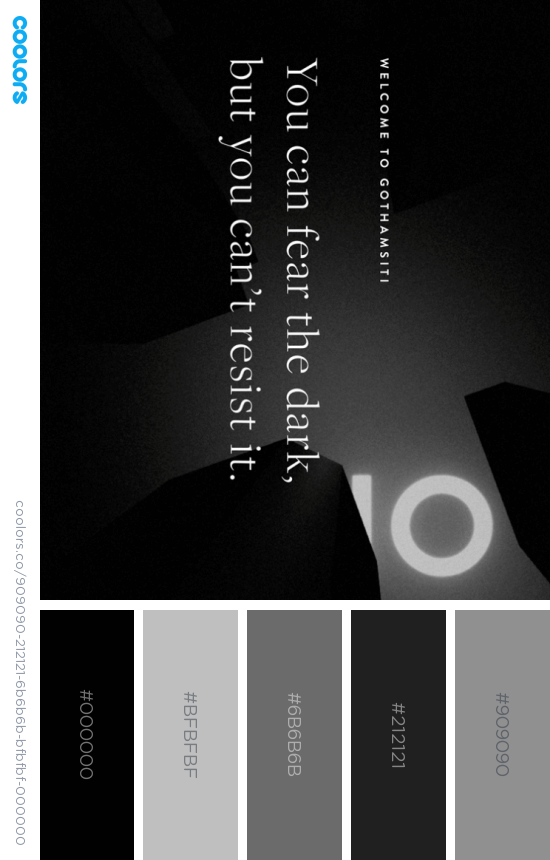 WELCOME TO GOTHAMSITI
You can fear the dark,
but you can’t resist it.
#909090
#212121
#6B6B6B
#BFBFBF
#000000
coolors
coolors.co/909090-212121-6b6b6b-bfbfbf-000000